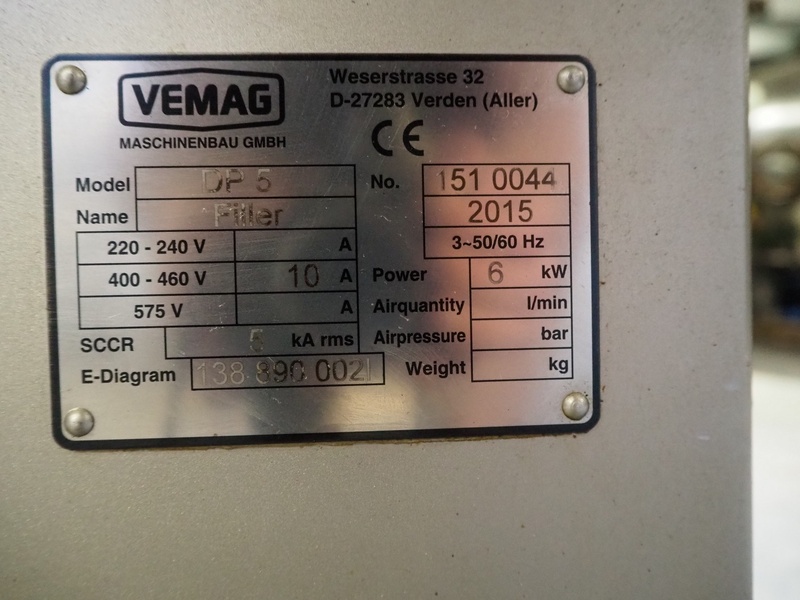 VEMAG
MASCHINENBAU GMBH
Weserstrasse 32
D-27283 Verden (Aller)
CE
Model DP 5
No. 151 0044
Name Filler
2015
220 - 240 V A
3~50/60 Hz
400 - 460 V 10 A
Power 6 kW
575 V A
Airquantity l/min
SCCR 5 kA rms
Airpressure bar
E-Diagram 138 890 002
Weight kg